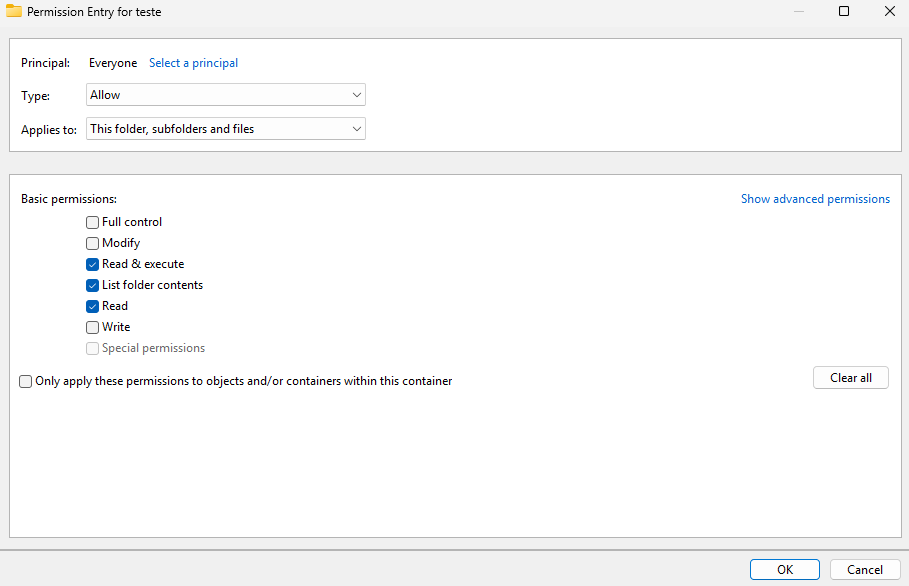 Permission Entry for teste
Principal: Everyone Select a principal
Type: Allow
Applies to: This folder, subfolders and files
Basic permissions: Show advanced permissions
Full control
Modify
Read & execute
List folder contents
Read
Write
Special permissions
Only apply these permissions to objects and/or containers within this container Clear all
OK Cancel